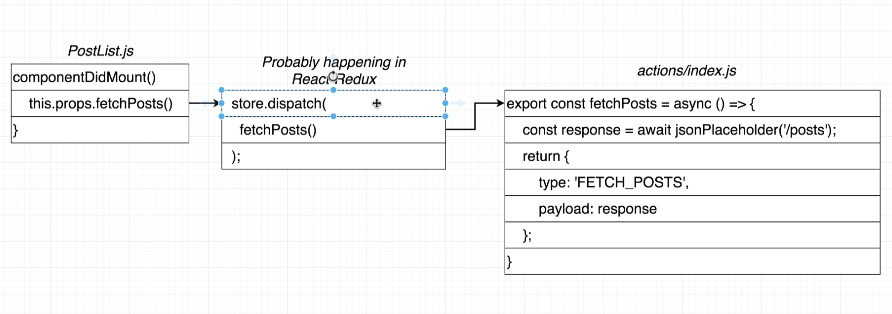 PostList.js
componentDidMount()
this.props.fetchPosts()
}
Probably happening in
React-Redux
store.dispatch(
fetchPosts()
);
actions/index.js
export const fetchPosts = async () => {
const response = await jsonPlaceholder('/posts');
return {
type: 'FETCH_POSTS',
payload: response
};
}